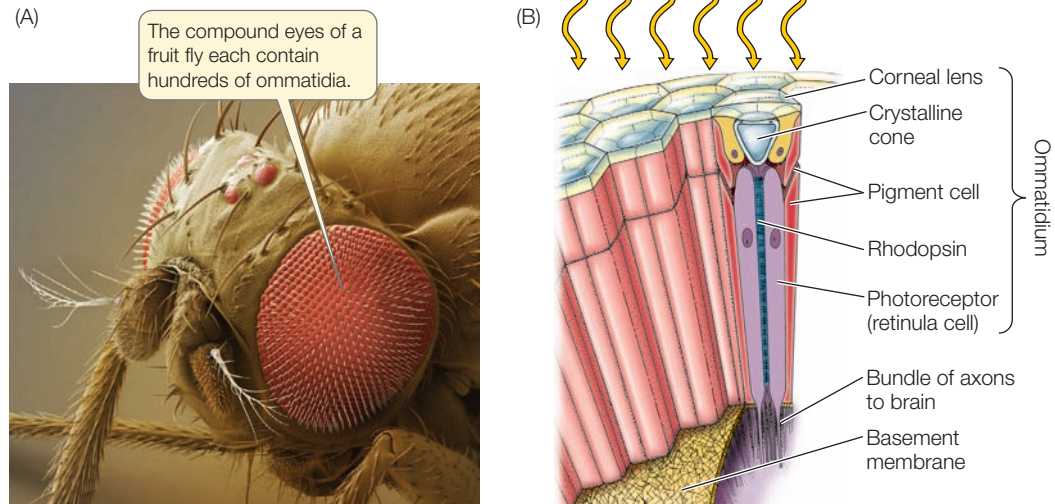 (A)
The compound eyes of a
fruit fly each contain
hundreds of ommatidia.
(B)
Corneal lens
Crystalline
cone
Pigment cell
Rhodopsin
Photoreceptor
(retinula cell)
Ommatidium
Bundle of axons
to brain
Basement
membrane